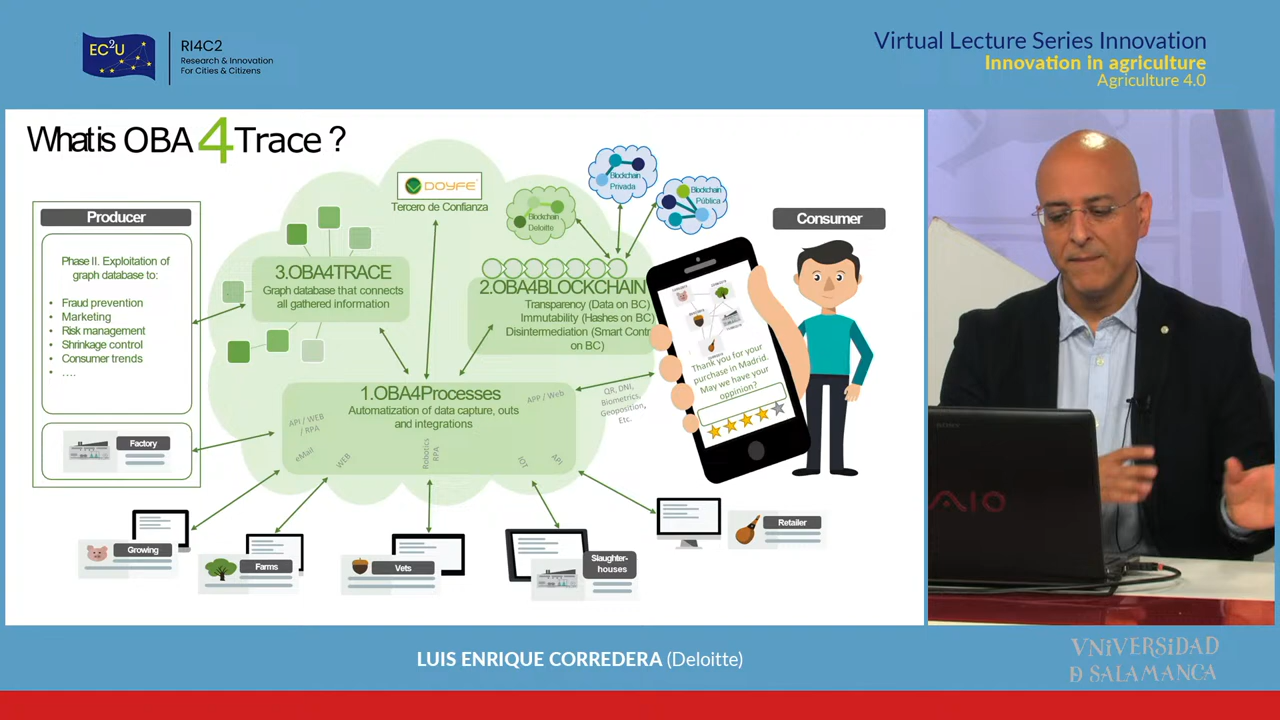 EC2U
RI4C2
Research & Innovation
For Cities & Citizens
Virtual Lecture Series Innovation
Innovation in agriculture
Agriculture 4.0
What is OBA 4 Trace ?
Producer
Phase II. Exploitation of
graph database to:
• Fraud prevention
• Marketing
• Risk management
• Shrinkage control
• Consumer trends
• ....
Factory
DOYFE
Tercero de Confianza
3.OBA4TRACE
Graph database that connects
all gathered information
Blockchain
Deloitte
Blockchain
Privada
Blockchain
Pública
2.OBA4BLOCKCHAIN
Transparency (Data on BC)
Immutability (Hashes on BC)
Disintermediation (Smart Contr
on BC)
1.OBA4Processes
Automatization of data capture, outs
and integrations
API / WEB
/ RPA
eMail
WEB
Robotics
RPA
IOT
API
APP / Web
QR, DNI,
Biometrics,
Geoposition,
Etc.
Consumer
Thank you for your
purchase in Madrid.
May we have your
oppinion?
Growing
Farms
Vets
Slaughter-
houses
Retailer
SONY
VAIO
LUIS ENRIQUE CORREDERA (Deloitte)
VNiVERSiDAD
D SALAMANCA